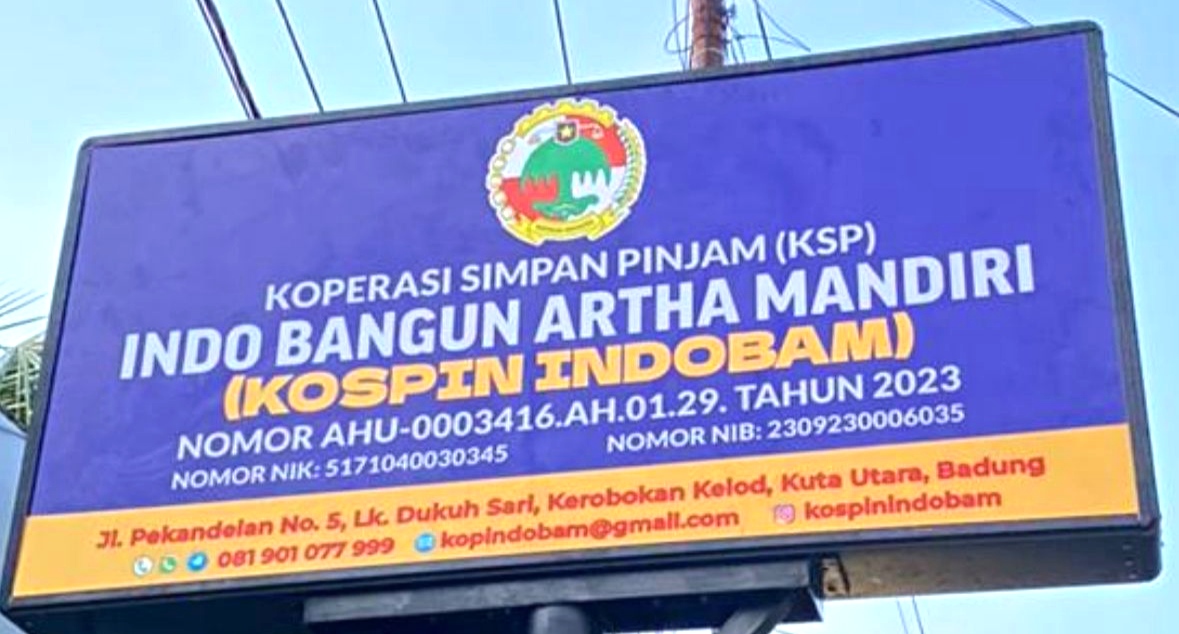 KOPERASI SIMPAN PINJAM (KSP)
INDO BANGUN ARTHA MANDIRI
(KOSPIN INDOBAM)
NOMOR AHU-0003416.AH.01.29. TAHUN 2023
NOMOR NIK: 5171040030345 NOMOR NIB: 2309230006035
Jl. Pekandelan No. 5, Lk. Dukuh Sari, Kerobokan Kelod, Kuta Utara, Badung
081 901 077 999 kopindobam@gmail.com kospinindobam